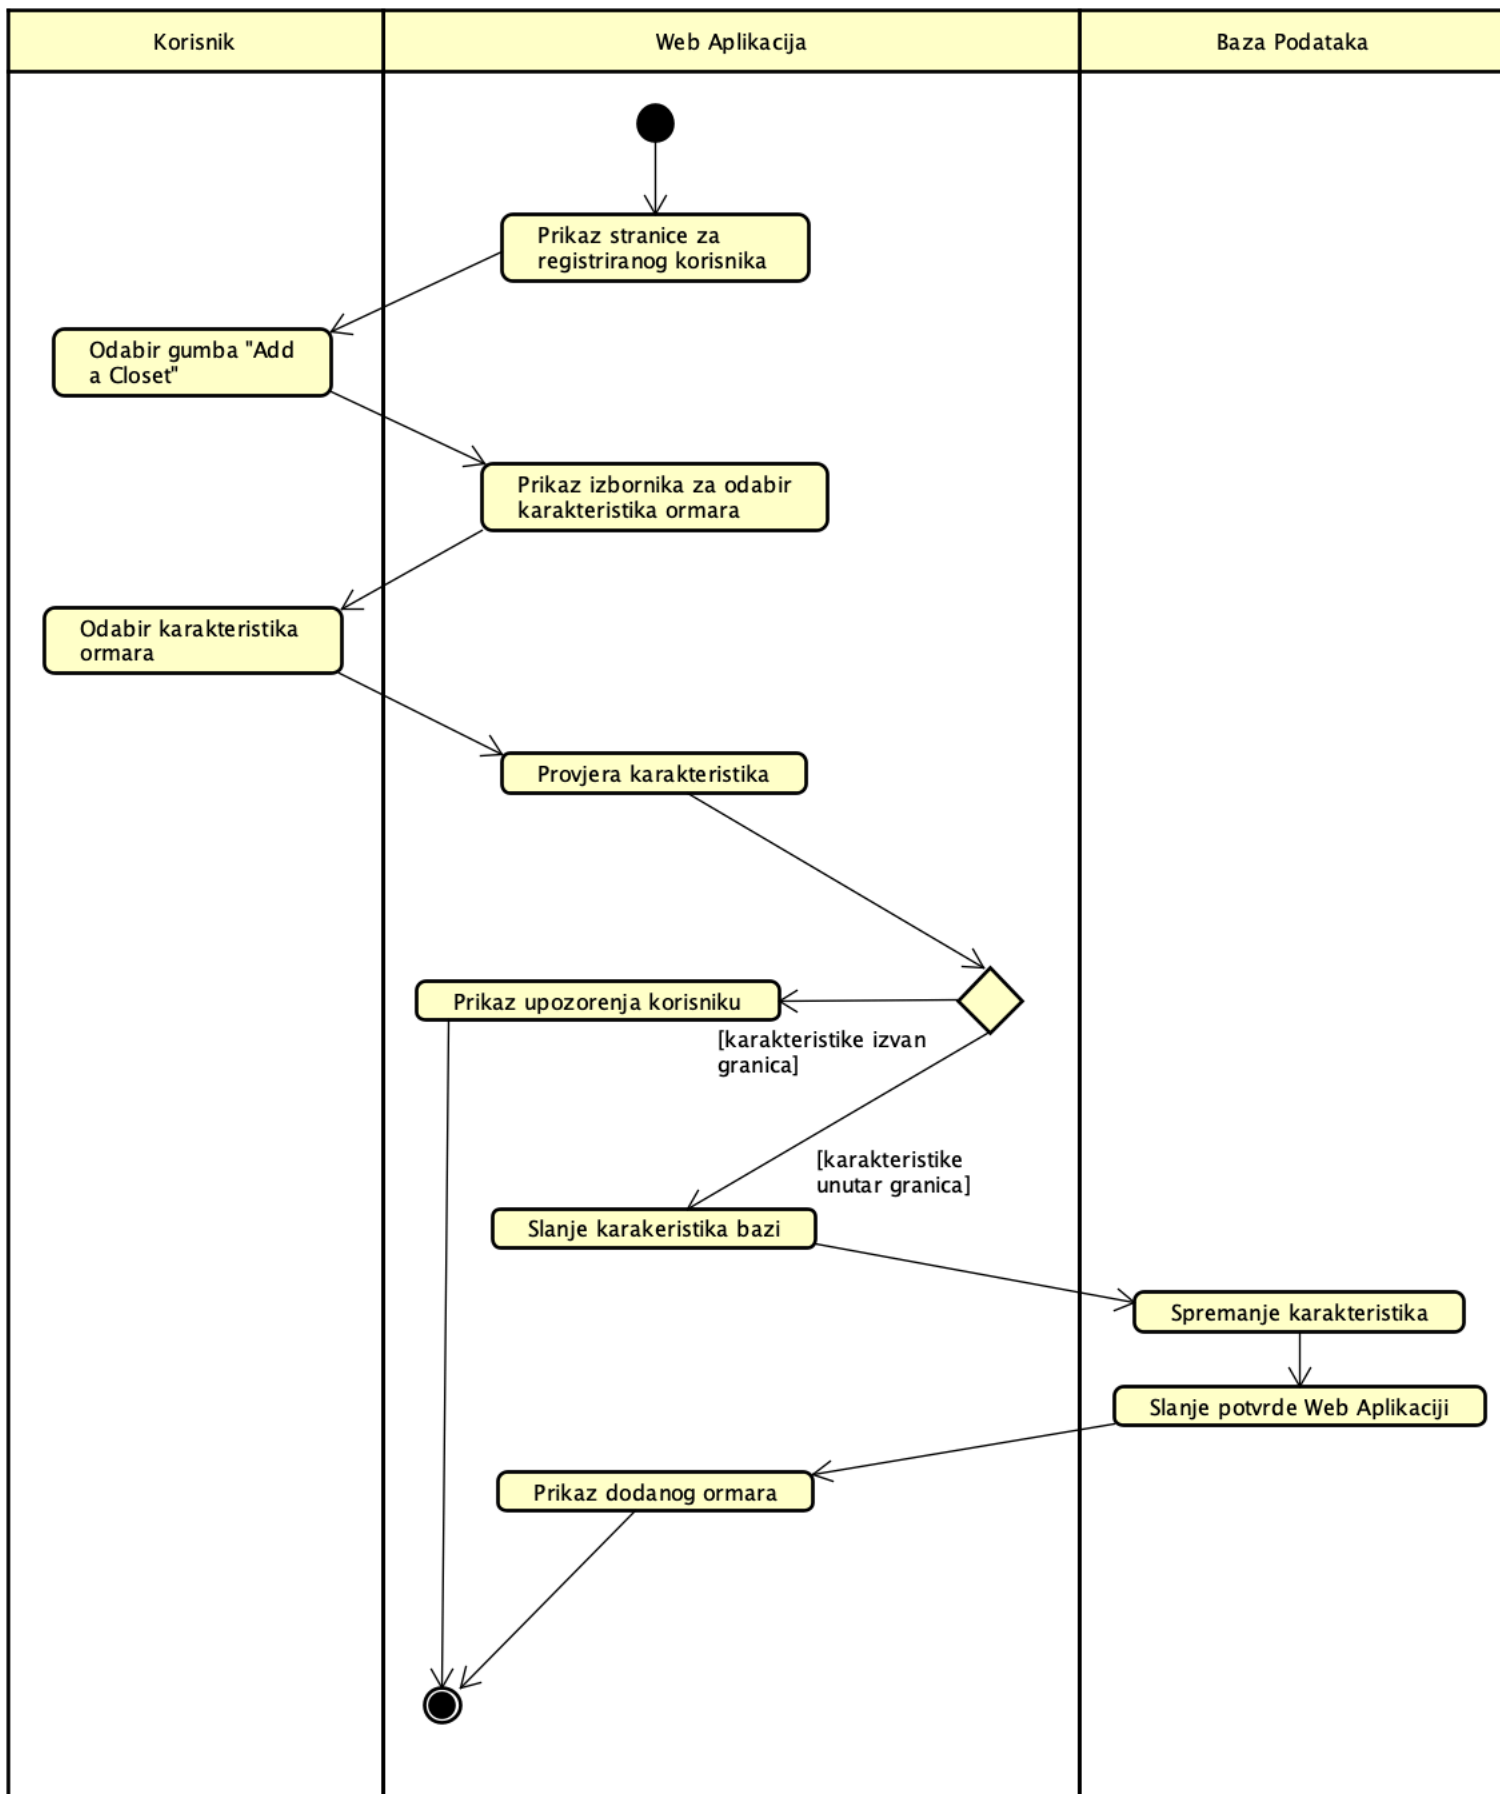 Korisnik
Web Aplikacija
Baza Podataka
Prikaz stranice za
registriranog korisnika
Odabir gumba "Add
a Closet"
Prikaz izbornika za odabir
karakteristika ormara
Odabir karakteristika
ormara
Provjera karakteristika
Prikaz upozorenja korisniku
[karakteristike izvan
granica]
[karakteristike
unutar granica]
Slanje karakeristika bazi
Spremanje karakteristika
Slanje potvrde Web Aplikaciji
Prikaz dodanog ormara